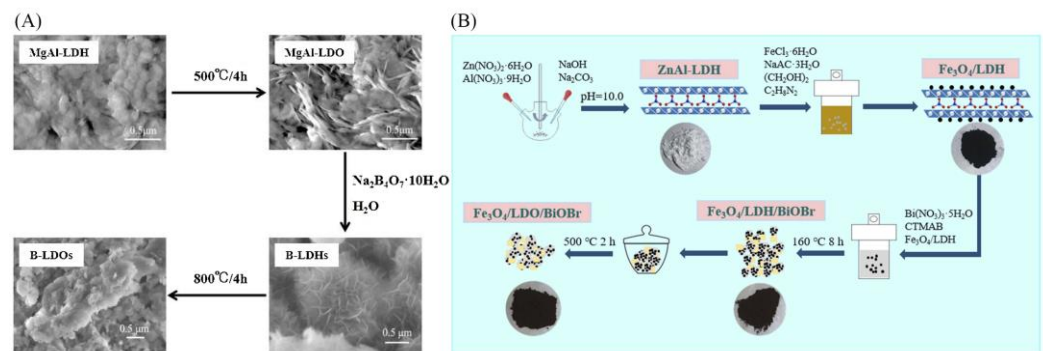 (A)
MgAl-LDH
0.5μm
500℃/4h
MgAl-LDO
0.5μm
Na₂B₄O₇·10H₂O
H₂O
B-LDHs
0.5 μm
800℃/4h
B-LDOs
0.5 μm
(B)
Zn(NO₃)₂·6H₂O
Al(NO₃)₃·9H₂O
NaOH
Na₂CO₃
pH=10.0
ZnAl-LDH
FeCl₃·6H₂O
NaAC·3H₂O
(CH₂OH)₂
C₂H₈N₂
Fe₃O₄/LDH
Bi(NO₃)₃·5H₂O
CTMAB
Fe₃O₄/LDH
160 ℃ 8 h
Fe₃O₄/LDH/BiOBr
500 ℃ 2 h
Fe₃O₄/LDO/BiOBr